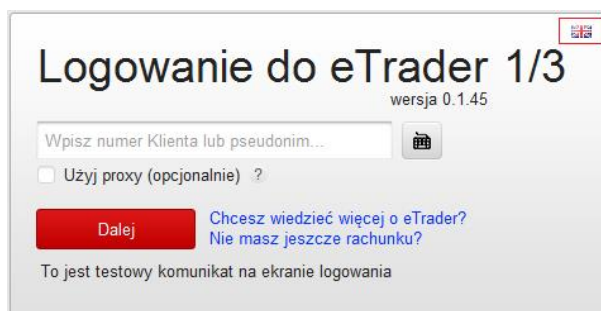 Logowanie do eTrader 1/3
wersja 0.1.45
Wpisz numer Klienta lub pseudonim...
Użyj proxy (opcjonalnie) ?
Dalej
Chcesz wiedzieć więcej o eTrader?
Nie masz jeszcze rachunku?
To jest testowy komunikat na ekranie logowania